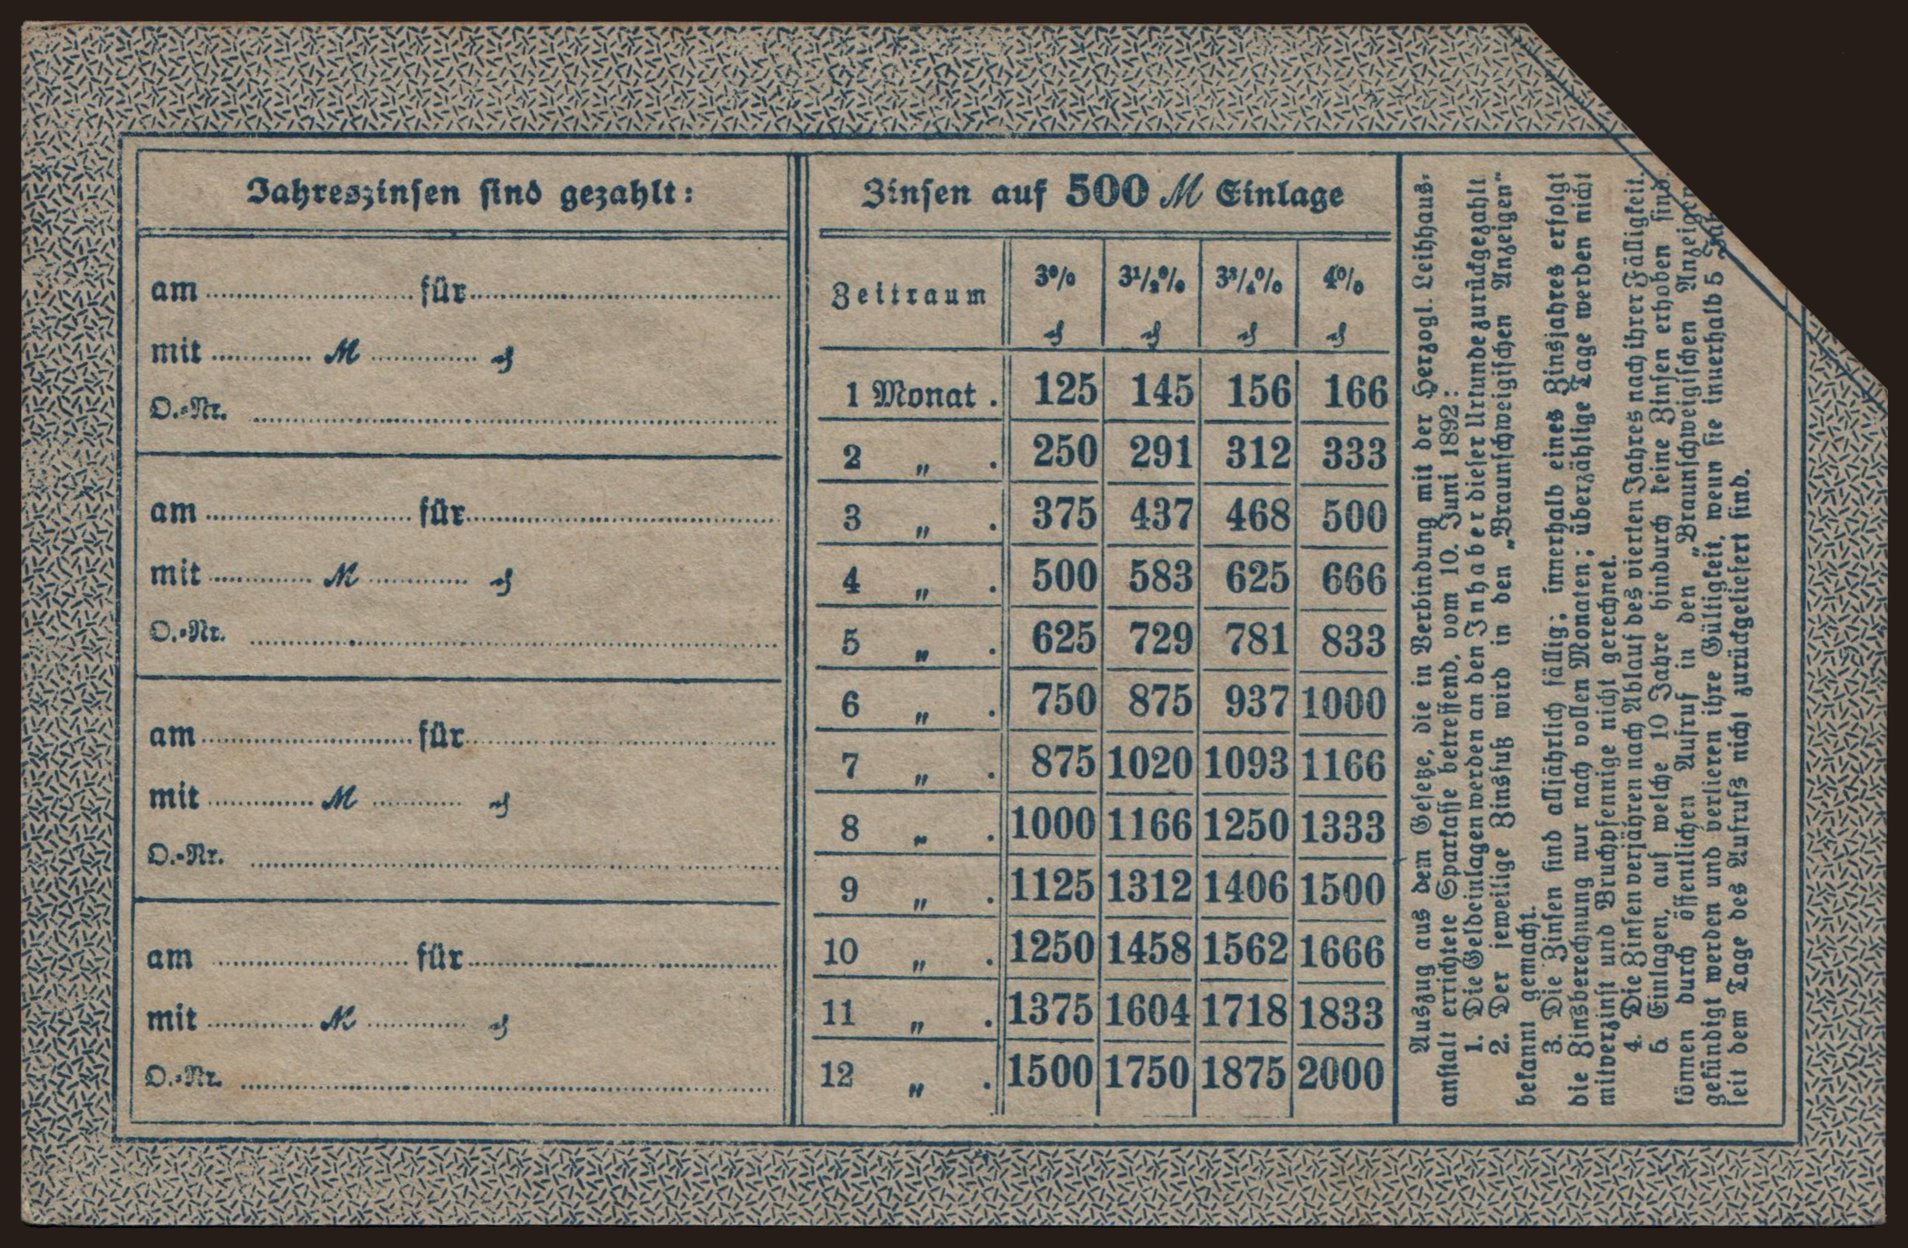 Jahreszinsen sind gezahlt:
am ........ für ........
mit ........ ℳ ........ ₰
O.-Nr. ........
am ........ für ........
mit ........ ℳ ........ ₰
O.-Nr. ........
am ........ für ........
mit ........ ℳ ........ ₰
O.-Nr. ........
am ........ für ........
mit ........ ℳ ........ ₰
O.-Nr. ........
Zinsen auf 500 ℳ Einlage
Zeitraum 3% 3½% 3¾% 4%
₰ ₰ ₰ ₰
1 Monat . 125 145 156 166
2 „ . 250 291 312 333
3 „ . 375 437 468 500
4 „ . 500 583 625 666
5 „ . 625 729 781 833
6 „ . 750 875 937 1000
7 „ . 875 1020 1093 1166
8 „ . 1000 1166 1250 1333
9 „ . 1125 1312 1406 1500
10 „ . 1250 1458 1562 1666
11 „ . 1375 1604 1718 1833
12 „ . 1500 1750 1875 2000
Auszug aus dem Gesetze, die in Verbindung mit der Herzogl. Leihhaus-
anstalt errichtete Sparkasse betreffend, vom 10. Juni 1892:
1. Die Geldeinlagen werden an den Inhaber dieser Urkunde zurückgezahlt
2. Der jeweilige Zinsfuß wird in den „Braunschweigischen Anzeigen“
bekannt gemacht.
3. Die Zinsen sind alljährlich fällig; innerhalb eines Zinsjahres erfolgt
die Zinsberechnung nur nach vollen Monaten; überzählige Tage werden nicht
mitverzinst und Bruchpfennige nicht gerechnet.
4. Die Zinsen verjähren nach Ablauf des vierten Jahres nach ihrer Fälligkeit.
5. Einlagen, auf welche 10 Jahre hindurch keine Zinsen erhoben sind,
können durch öffentlichen Aufruf in den „Braunschweigischen Anzeigen
gekündigt werden und verlieren ihre Gültigkeit, wenn sie innerhalb 5 Jah
seit dem Tage des Aufrufs nicht zurückgeliefert sind.